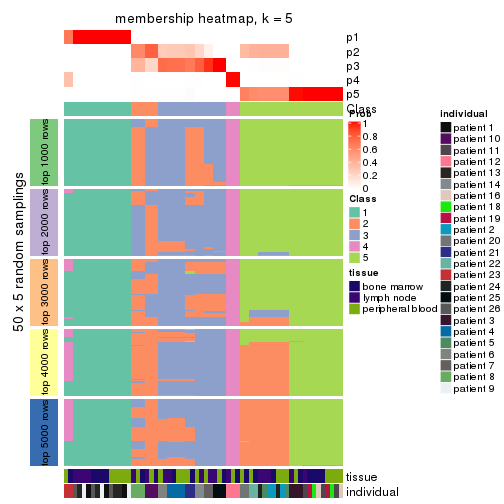 membership heatmap, k = 5
p1
p2
p3
p4
p5
Class
50 x 5 random samplings
top 1000 rows
top 2000 rows
top 3000 rows
top 4000 rows
top 5000 rows
tissue
individual
Prob
1
0.8
0.6
0.4
0.2
0
Class
1
2
3
4
5
tissue
bone marrow
lymph node
peripheral blood
individual
patient 1
patient 10
patient 11
patient 12
patient 13
patient 14
patient 16
patient 18
patient 19
patient 2
patient 20
patient 21
patient 22
patient 23
patient 24
patient 25
patient 26
patient 3
patient 4
patient 5
patient 6
patient 7
patient 8
patient 9